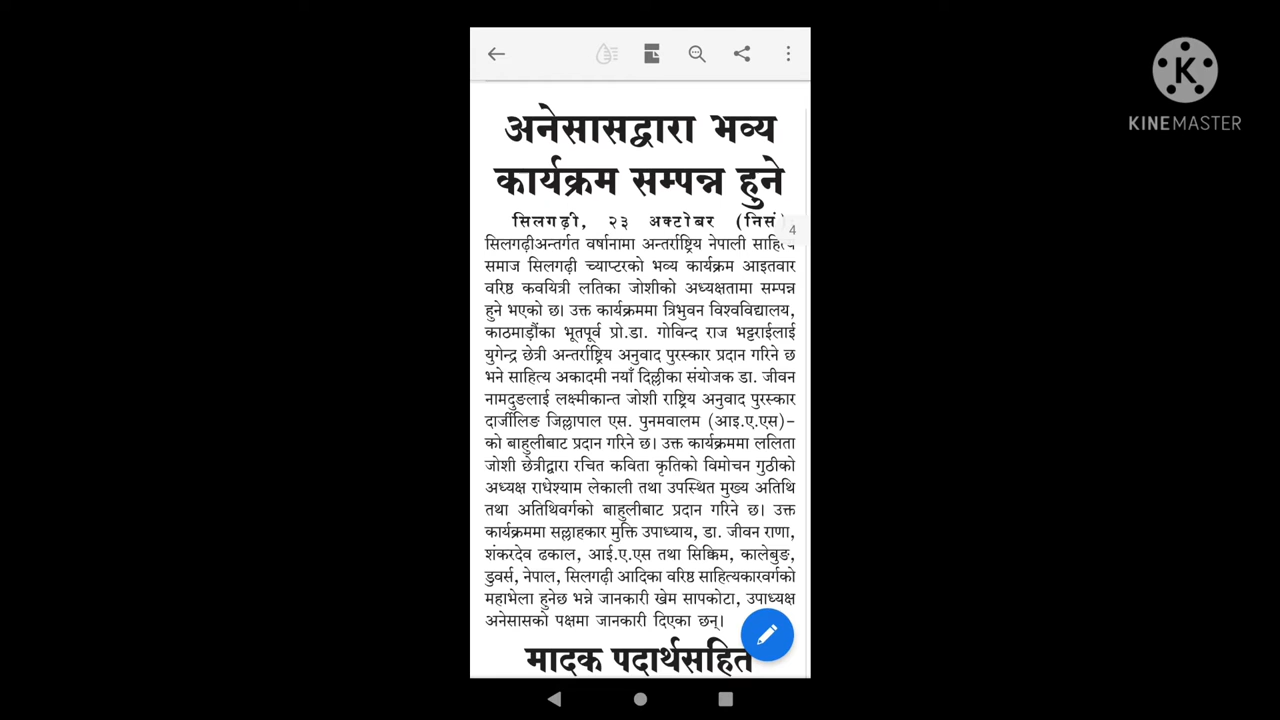 KINEMASTER
अनेसासद्वारा भव्य
कार्यक्रम सम्पन्न हुने
सिलगढ़ी, २३ अक्टोबर (निसं)
4
सिलगढ़ीअन्तर्गत वर्षानामा अन्तर्राष्ट्रिय नेपाली साहित्य
समाज सिलगढ़ी च्याप्टरको भव्य कार्यक्रम आइतवार
वरिष्ठ कवयित्री लतिका जोशीको अध्यक्षतामा सम्पन्न
हुने भएको छ। उक्त कार्यक्रममा त्रिभुवन विश्वविद्यालय,
काठमाड़ौंका भूतपूर्व प्रो.डा. गोविन्द राज भट्टराईलाई
युगेन्द्र छेत्री अन्तर्राष्ट्रिय अनुवाद पुरस्कार प्रदान गरिने छ
भने साहित्य अकादमी नयाँ दिल्लीका संयोजक डा. जीवन
नामदुङलाई लक्ष्मीकान्त जोशी राष्ट्रिय अनुवाद पुरस्कार
दार्जीलिङ जिल्लापाल एस. पुनमवालम (आइ.ए.एस)-
को बाहुलीबाट प्रदान गरिने छ। उक्त कार्यक्रममा ललिता
जोशी छेत्रीद्वारा रचित कविता कृतिको विमोचन गुठीको
अध्यक्ष राधेश्याम लेकाली तथा उपस्थित मुख्य अतिथि
तथा अतिथिवर्गको बाहुलीबाट प्रदान गरिने छ। उक्त
कार्यक्रममा सल्लाहकार मुक्ति उपाध्याय, डा. जीवन राणा,
शंकरदेव ढकाल, आई.ए.एस तथा सिक्किम, कालेबुङ,
डुवर्स, नेपाल, सिलगढ़ी आदिका वरिष्ठ साहित्यकारवर्गको
महाभेला हुनेछ भन्ने जानकारी खेम सापकोटा, उपाध्यक्ष
अनेसासको पक्षमा जानकारी दिएका छन्।
मादक पदार्थसहित